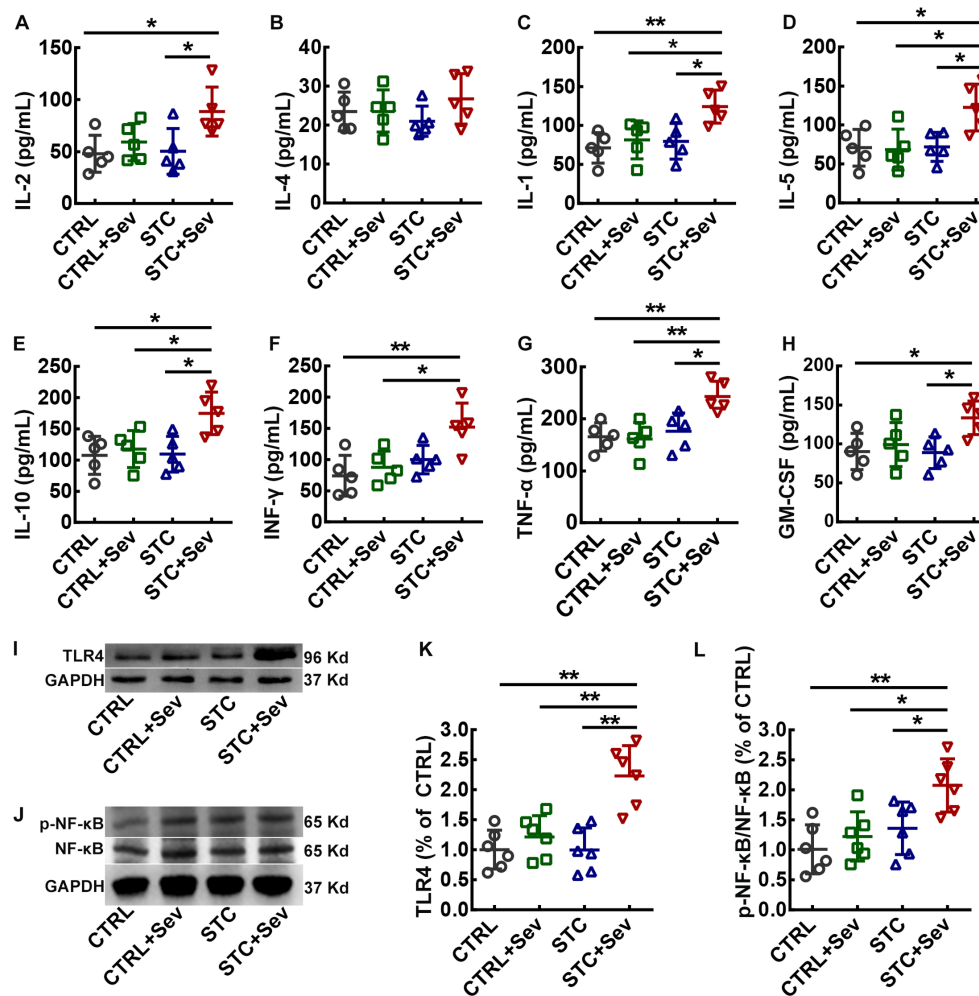 A
*
*
IL-2 (pg/mL)
150
100
50
0
CTRL
CTRL+Sev
STC
STC+Sev
B
IL-4 (pg/mL)
40
30
20
10
0
CTRL
CTRL+Sev
STC
STC+Sev
C
**
*
*
IL-1 (pg/mL)
200
150
100
50
0
CTRL
CTRL+Sev
STC
STC+Sev
D
*
*
*
IL-5 (pg/mL)
200
150
100
50
0
CTRL
CTRL+Sev
STC
STC+Sev
E
*
*
*
IL-10 (pg/mL)
250
200
150
100
50
0
CTRL
CTRL+Sev
STC
STC+Sev
F
**
*
INF-γ (pg/mL)
250
200
150
100
50
0
CTRL
CTRL+Sev
STC
STC+Sev
G
**
**
*
TNF-α (pg/mL)
300
200
100
0
CTRL
CTRL+Sev
STC
STC+Sev
H
*
*
GM-CSF (pg/mL)
200
150
100
50
0
CTRL
CTRL+Sev
STC
STC+Sev
I
TLR4 96 Kd
GAPDH 37 Kd
CTRL
CTRL+Sev
STC
STC+Sev
J
p-NF-κB 65 Kd
NF-κB 65 Kd
GAPDH 37 Kd
CTRL
CTRL+Sev
STC
STC+Sev
K
**
**
**
TLR4 (% of CTRL)
3.0
2.5
2.0
1.5
1.0
0.5
0.0
CTRL
CTRL+Sev
STC
STC+Sev
L
**
*
*
p-NF-κB/NF-κB (% of CTRL)
3.0
2.5
2.0
1.5
1.0
0.5
0.0
CTRL
CTRL+Sev
STC
STC+Sev